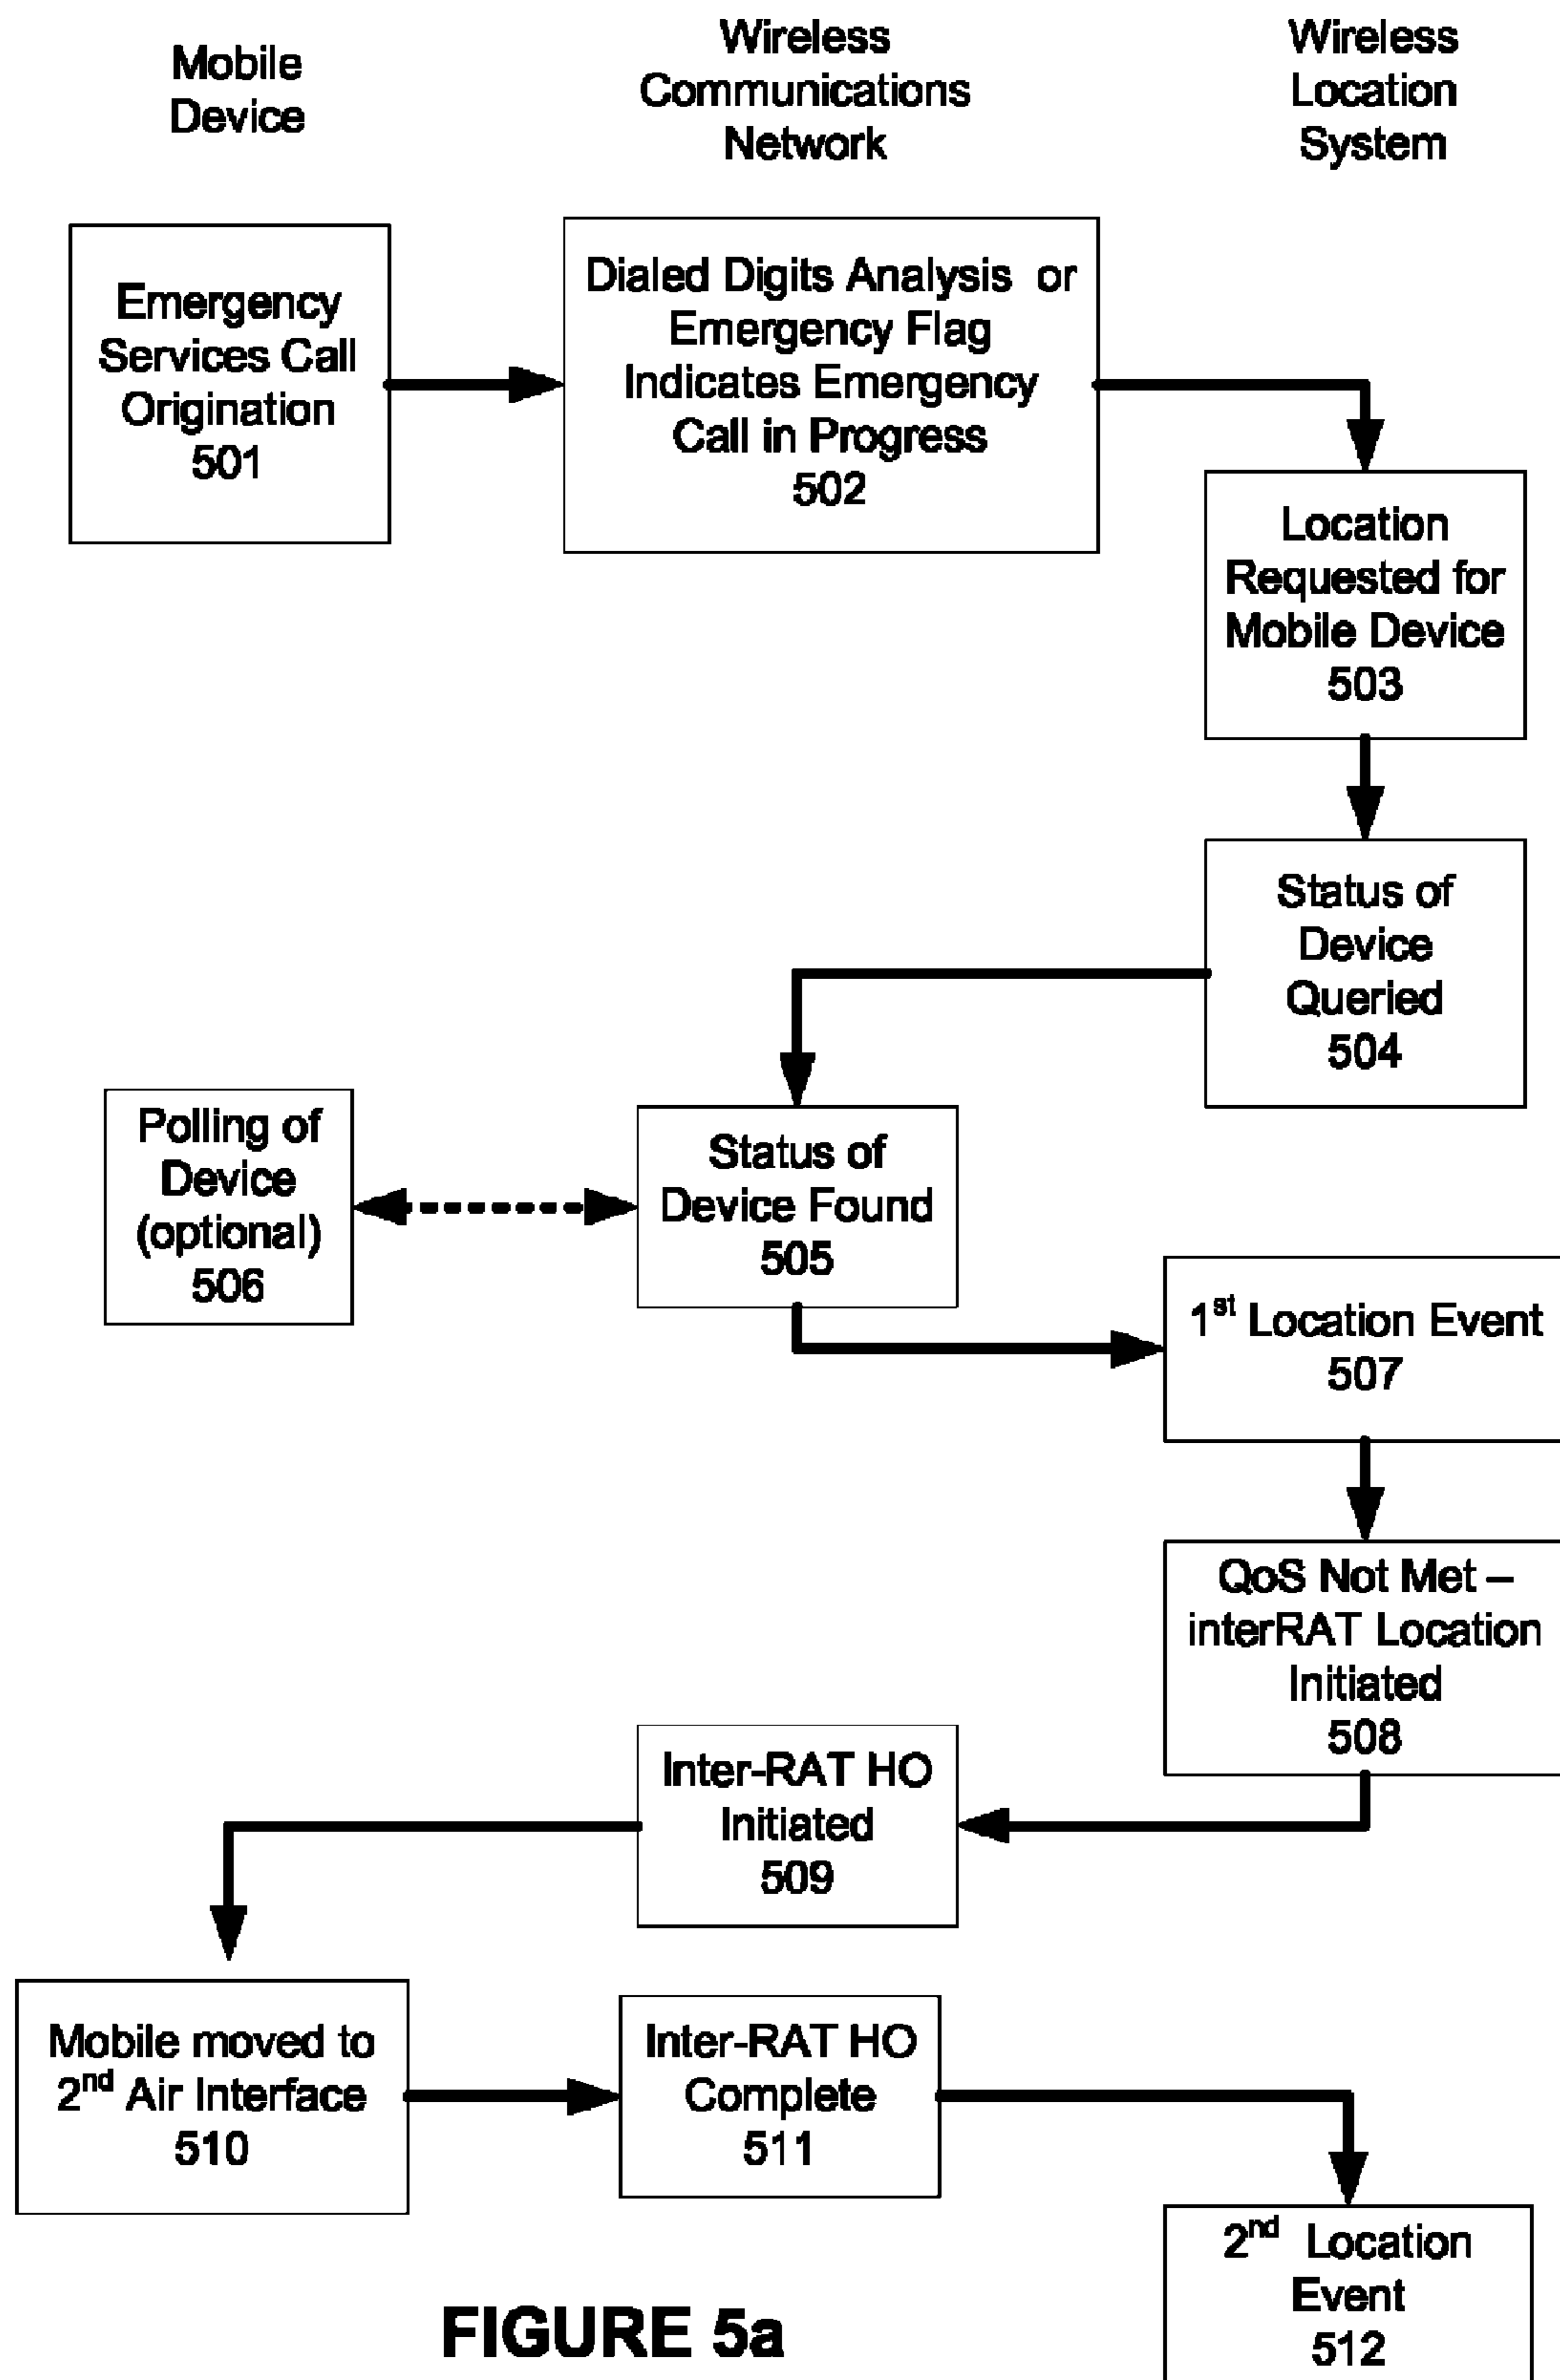 Mobile
Device
Wireless
Communications
Network
Wireless
Location
System
Emergency
Services Call
Origination
501
Dialed Digits Analysis or
Emergency Flag
Indicates Emergency
Call in Progress
502
Location
Requested for
Mobile Device
503
Status of
Device
Queried
504
Polling of
Device
(optional)
506
Status of
Device Found
505
1st Location Event
507
QoS Not Met –
interRAT Location
Initiated
508
Inter-RAT HO
Initiated
509
Mobile moved to
2nd Air Interface
510
Inter-RAT HO
Complete
511
2nd Location
Event
512
FIGURE 5a